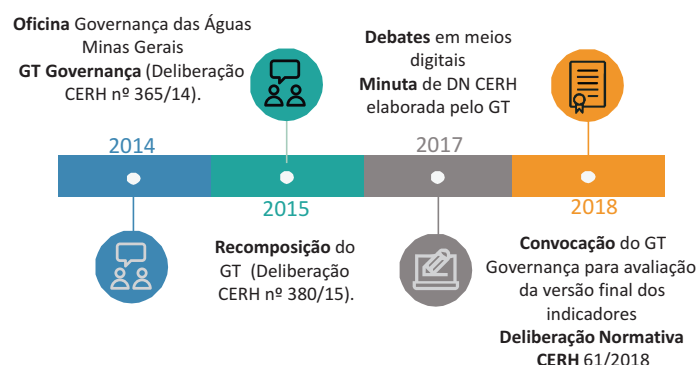 Oficina Governança das Águas
Minas Gerais
GT Governança (Deliberação
CERH nº 365/14).
2014
2015
Recomposição do
GT (Deliberação
CERH nº 380/15).
Debates em meios
digitais
Minuta de DN CERH
elaborada pelo GT
2017
2018
Convocação do GT
Governança para avaliação
da versão final dos
indicadores
Deliberação Normativa
CERH 61/2018